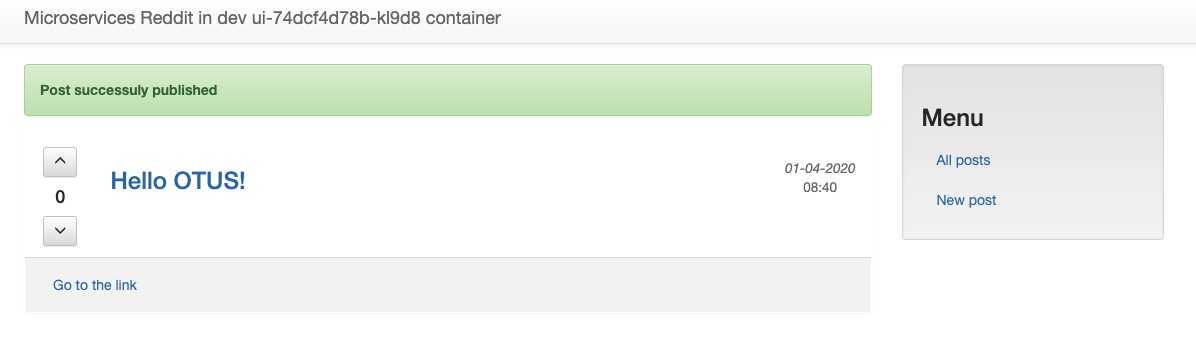 Microservices Reddit in dev ui-74dcf4d78b-kl9d8 container
Post successuly published
Menu
All posts
New post
Hello OTUS!
01-04-2020
08:40
0
Go to the link